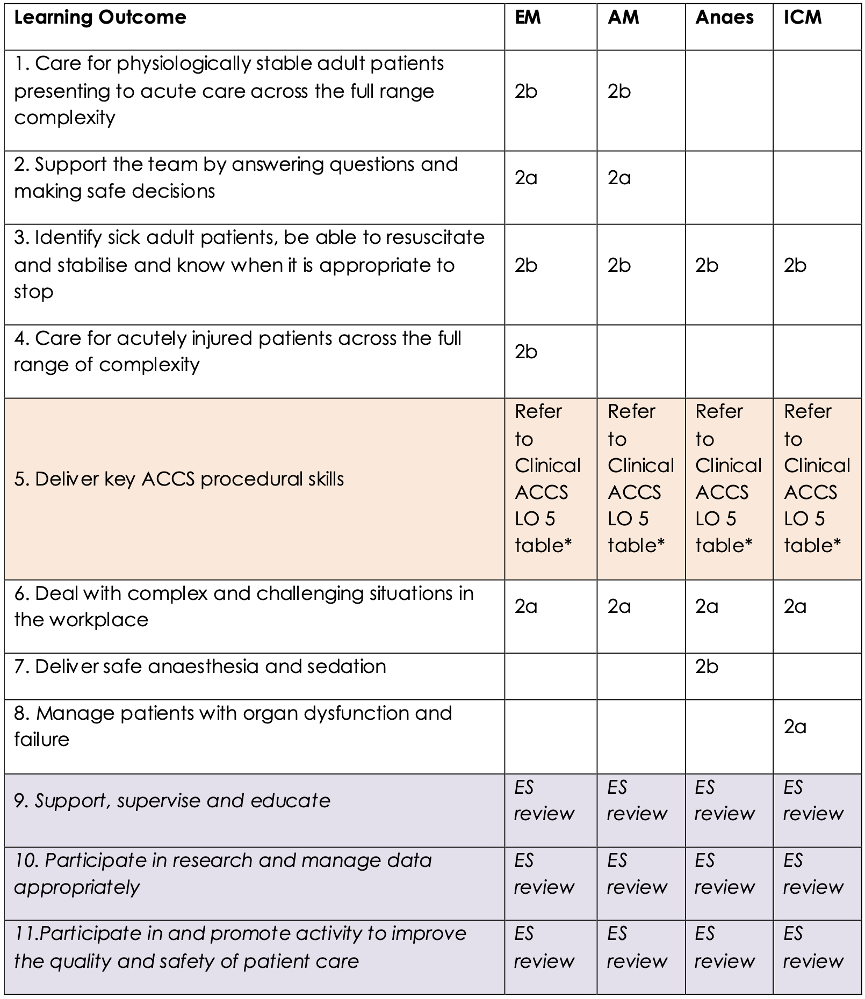 Learning Outcome EM AM Anaes ICM
1. Care for physiologically stable adult patients
presenting to acute care across the full range 2b 2b
complexity
2. Support the team by answering questions and
making safe decisions 2a 2a
3. Identify sick adult patients, be able to resuscitate
and stabilise and know when it is appropriate to 2b 2b 2b 2b
stop
4. Care for acutely injured patients across the full
range of complexity 2b
5. Deliver key ACCS procedural skills
Refer Refer Refer Refer
to to to to
Clinical Clinical Clinical Clinical
ACCS ACCS ACCS ACCS
LO 5 LO 5 LO 5 LO 5
table* table* table* table*
6. Deal with complex and challenging situations in
the workplace 2a 2a 2a 2a
7. Deliver safe anaesthesia and sedation 2b
8. Manage patients with organ dysfunction and
failure 2a
9. Support, supervise and educate
ES ES ES ES
review review review review
10. Participate in research and manage data
appropriately
ES ES ES ES
review review review review
11.Participate in and promote activity to improve
the quality and safety of patient care
ES ES ES ES
review review review review